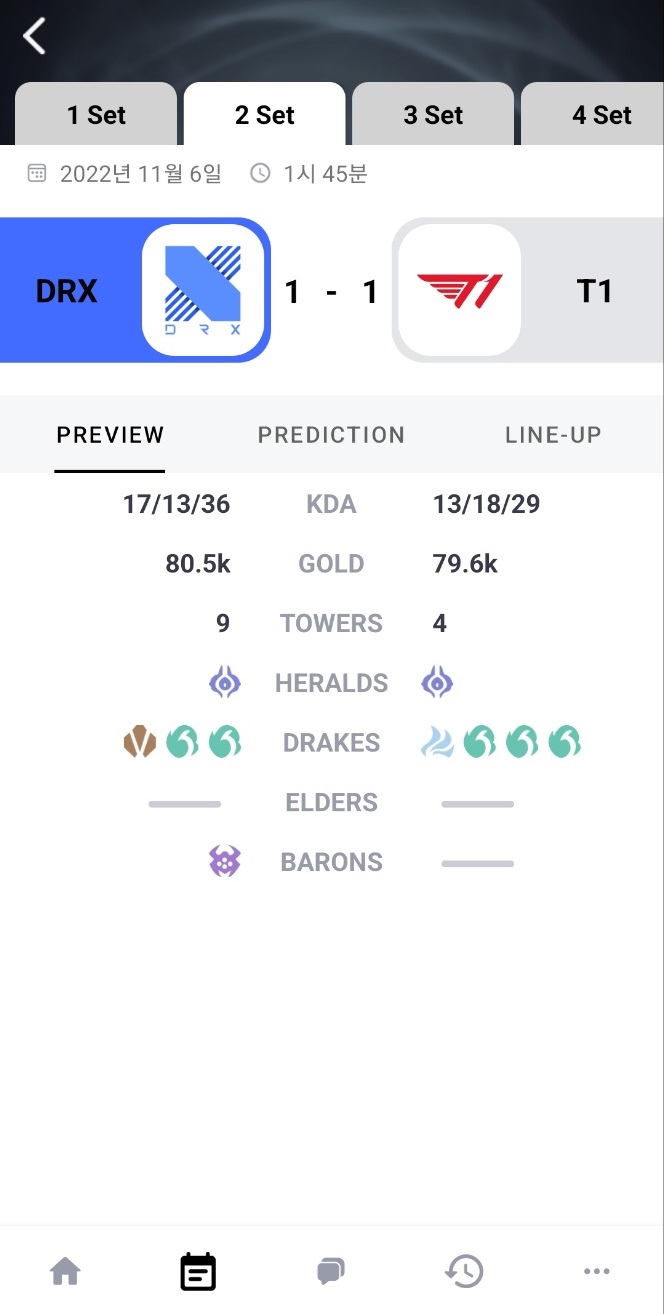 1 Set 2 Set 3 Set 4 Set
2022년 11월 6일 1시 45분
DRX DRX 1 - 1 T1 T1
PREVIEW PREDICTION LINE-UP
17/13/36 KDA 13/18/29
80.5k GOLD 79.6k
9 TOWERS 4
HERALDS
DRAKES
ELDERS
BARONS